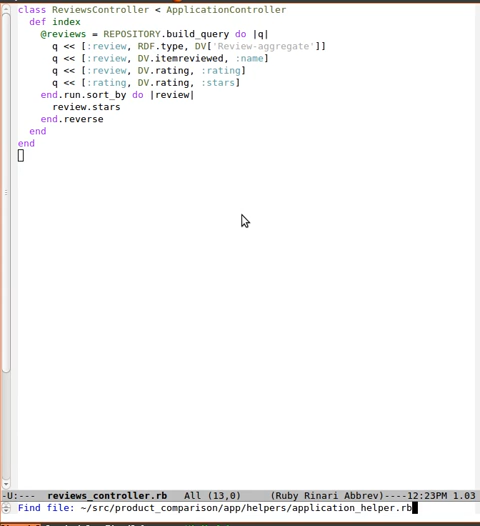 class ReviewsController < ApplicationController
  def index
    @reviews = REPOSITORY.build_query do |q|
      q << [:review, RDF.type, DV['Review-aggregate']]
      q << [:review, DV.itemreviewed, :name]
      q << [:review, DV.rating, :rating]
      q << [:rating, DV.rating, :stars]
    end.run.sort_by do |review|
      review.stars
    end.reverse
  end
end
-U:---  reviews_controller.rb   All (13,0)     (Ruby Rinari Abbrev)----12:23PM 1.03
Find file: ~/src/product_comparison/app/helpers/application_helper.rb